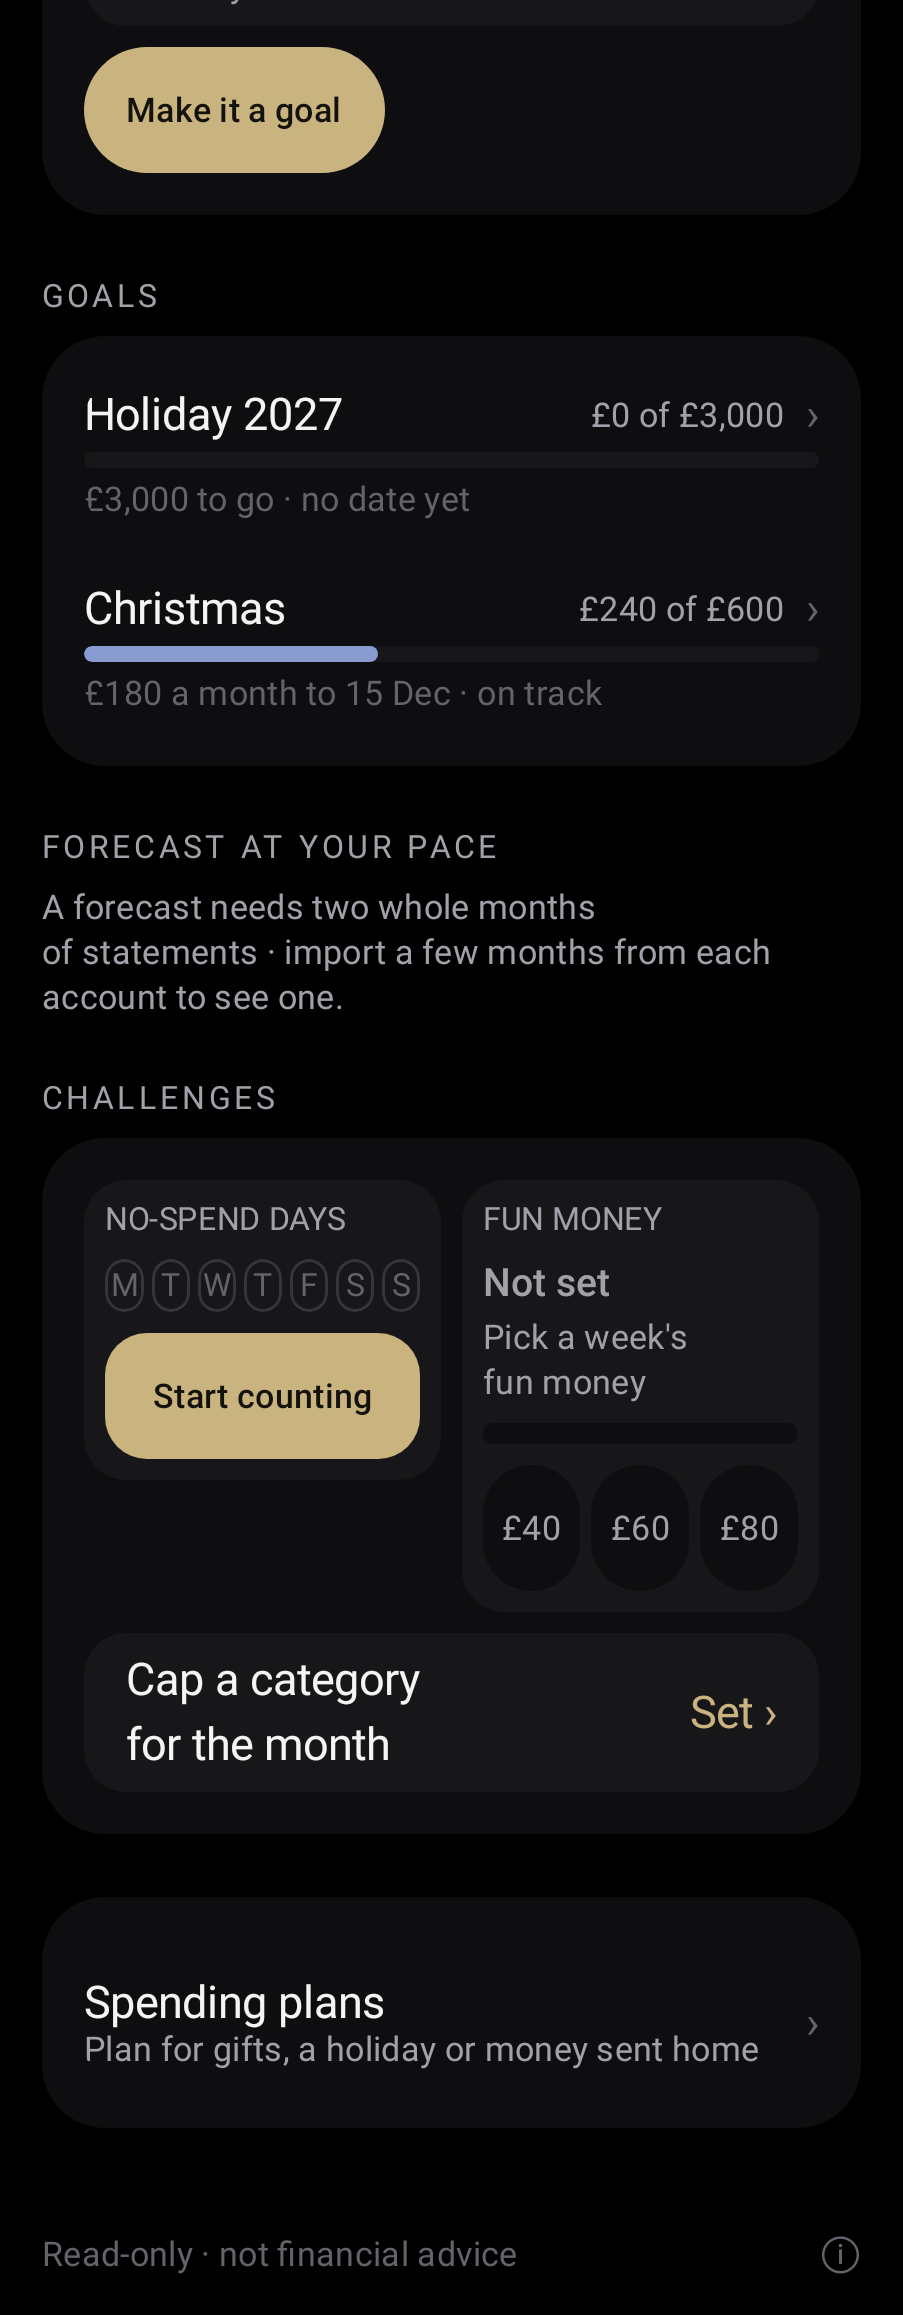 Make it a goal
GOALS
Holiday 2027 £0 of £3,000 ›
£3,000 to go · no date yet
Christmas £240 of £600 ›
£180 a month to 15 Dec · on track
FORECAST AT YOUR PACE
A forecast needs two whole months
of statements · import a few months from each
account to see one.
CHALLENGES
NO-SPEND DAYS
M T W T F S S
Start counting
FUN MONEY
Not set
Pick a week's
fun money
£40 £60 £80
Cap a category
for the month
Set ›
Spending plans
Plan for gifts, a holiday or money sent home
›
Read-only · not financial advice